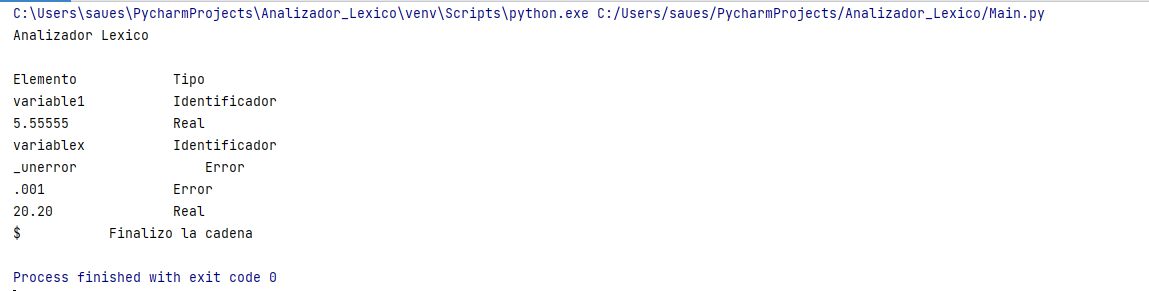 C:\Users\saues\PycharmProjects\Analizador_Lexico\venv\Scripts\python.exe C:/Users/saues/PycharmProjects/Analizador_Lexico/Main.py
Analizador Lexico
Elemento            Tipo
variable1           Identificador
5.55555             Real
variablex           Identificador
_unerror                Error
.001                Error
20.20               Real
$           Finalizo la cadena
Process finished with exit code 0